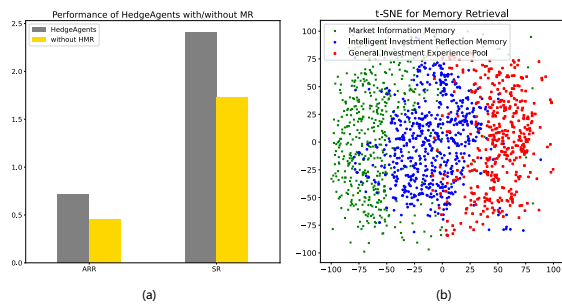 Performance of HedgeAgents with/without MR
HedgeAgents
without HMR
2.5
2.0
1.5
1.0
0.5
0.0
ARR
SR
(a)
t-SNE for Memory Retrieval
Market Information Memory
Intelligent Investment Reflection Memory
General Investment Experience Pool
100
75
50
25
0
−25
−50
−75
−100
−100 −75 −50 −25 0 25 50 75 100
(b)